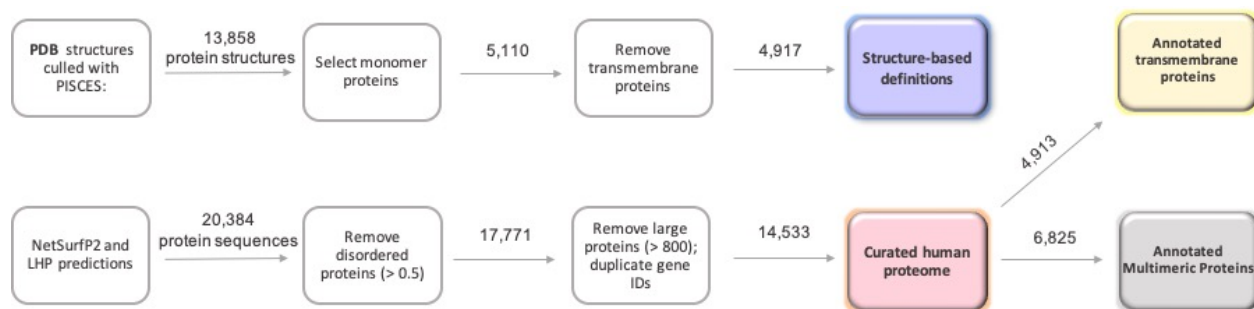 PDB structures
culled with
PISCES:
13,858
protein structures
Select monomer
proteins
5,110
Remove
transmembrane
proteins
4,917
Structure-based
definitions
Annotated
transmembrane
proteins
4,913
NetSurfP2 and
LHP predictions
20,384
protein sequences
Remove
disordered
proteins (> 0.5)
17,771
Remove large
proteins (> 800);
duplicate gene
IDs
14,533
Curated human
proteome
6,825
Annotated
Multimeric Proteins